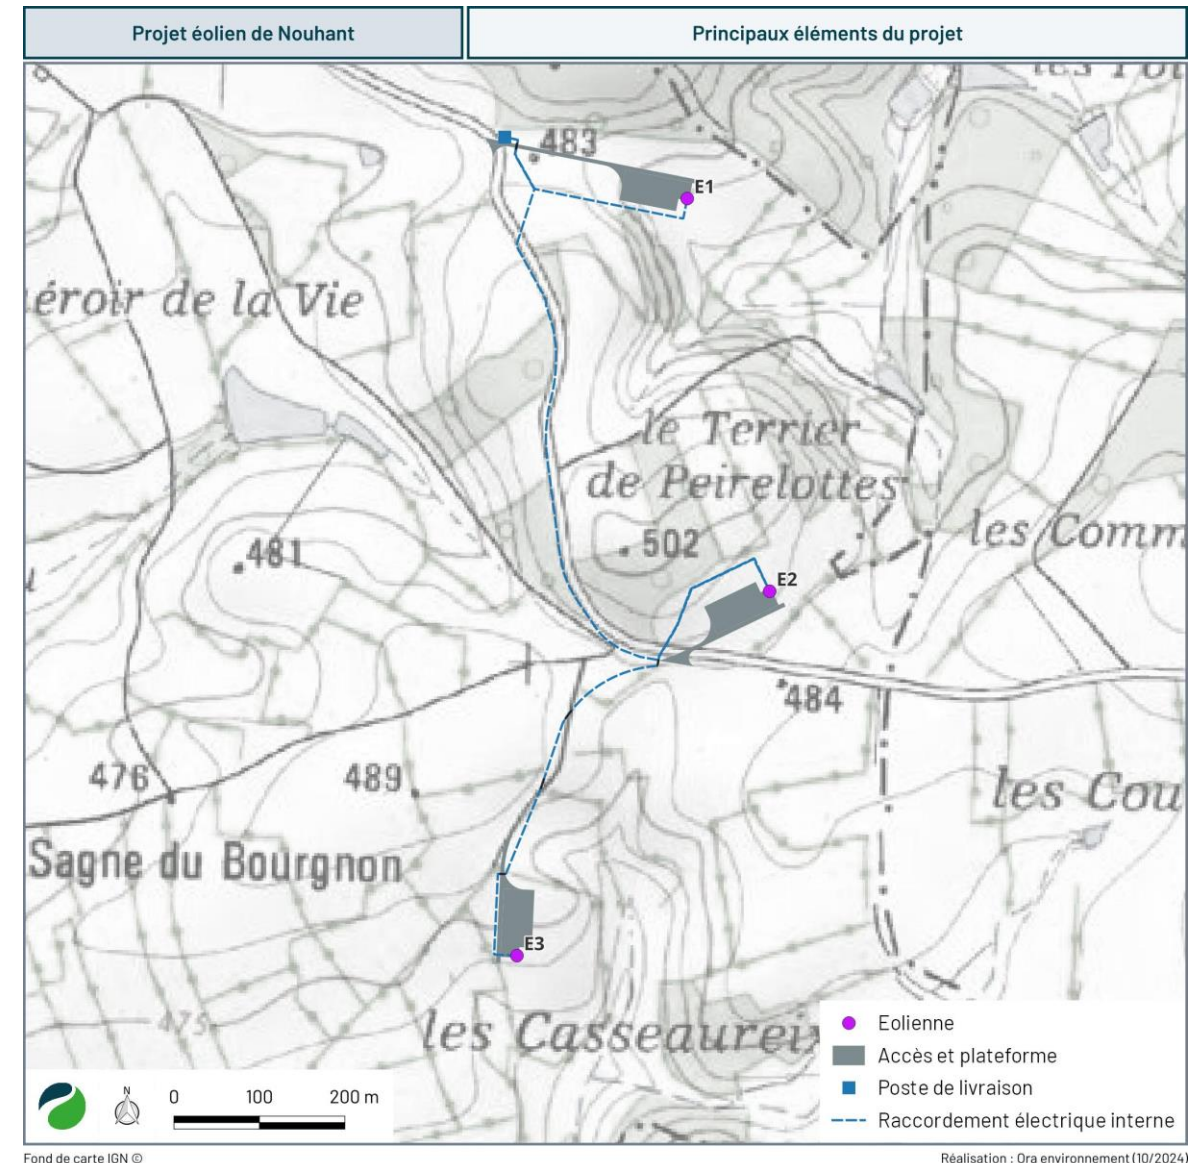 Projet éolien de Nouhant
Principaux éléments du projet
483
E1
éroir de la Vie
le Terrier
de Peirelottes
502
481
les Comm
E2
484
476
489
les Cou
Sagne du Bourgnon
E3
475
les Casseaureix
Eolienne
Accès et plateforme
Poste de livraison
Raccordement électrique interne
N
0 100 200 m
Fond de carte IGN ©
Réalisation : Ora environnement (10/2024)